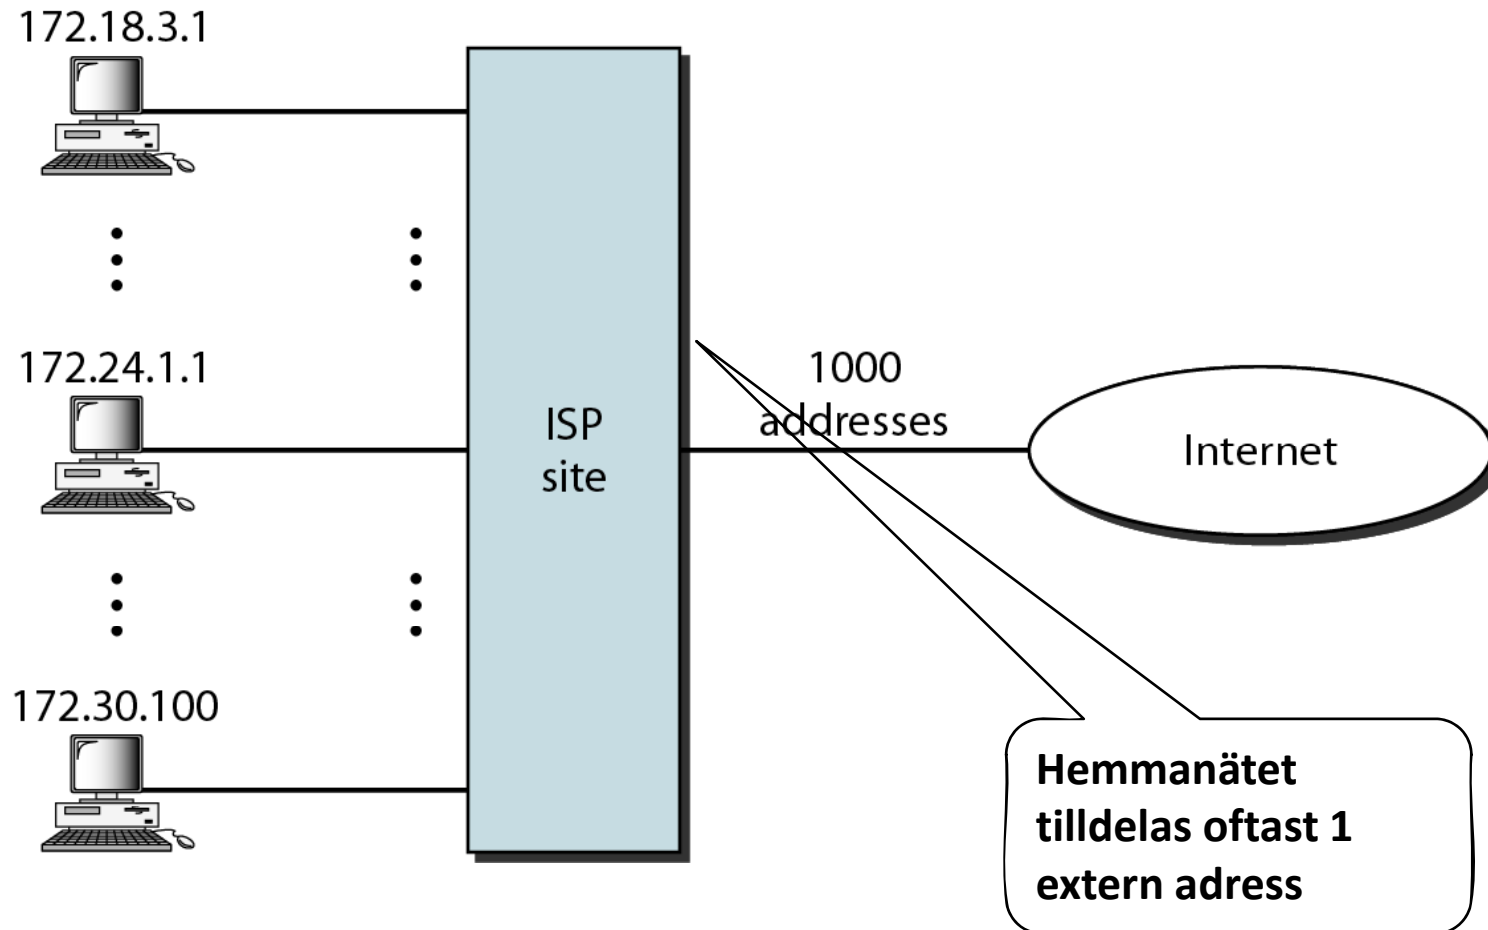 172.18.3.1
172.24.1.1
172.30.100
ISP
site
1000
addresses
Internet
Hemmanätet
tilldelas oftast 1
extern adress